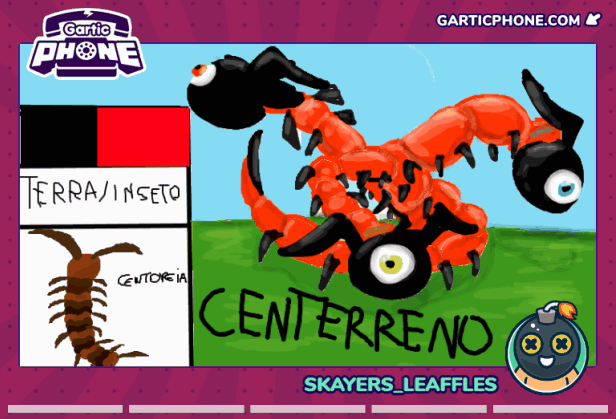 Gartic
PHONE
GARTICPHONE.COM
TERRA/INSETO
CENTOPEIA
CENTERRENO
SKAYERS_LEAFFLES